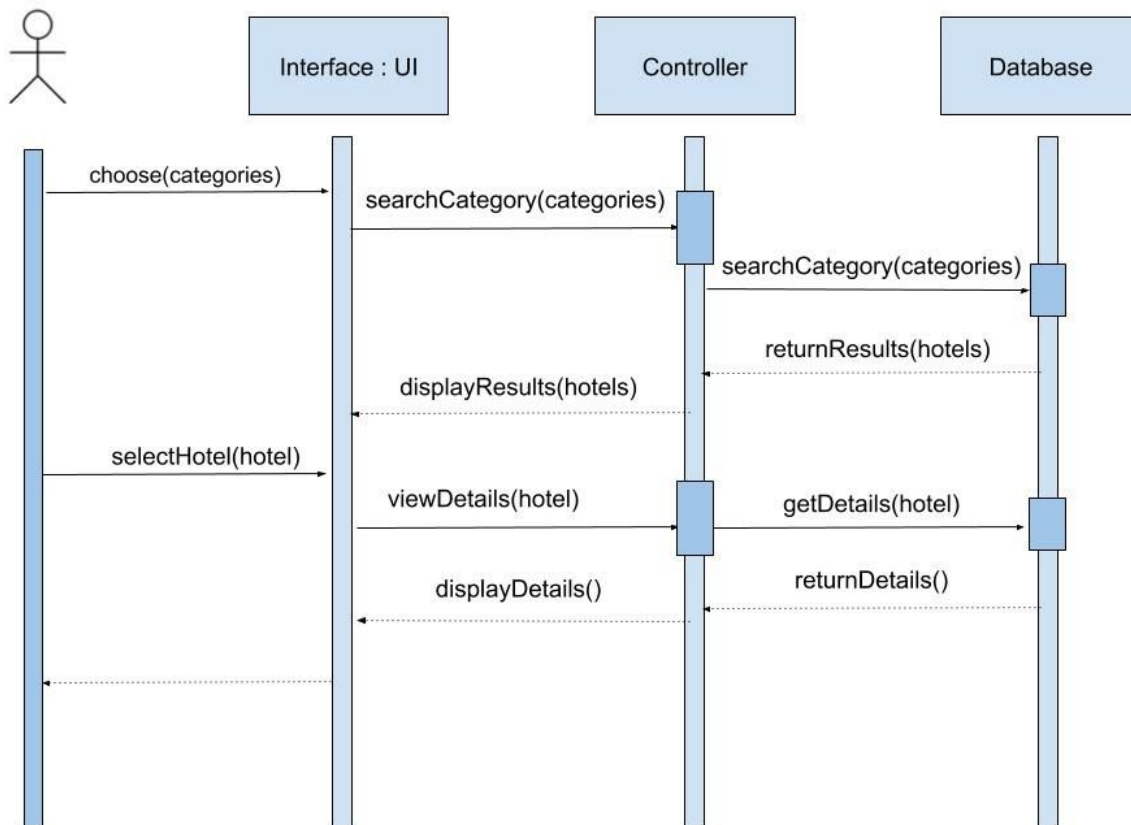 Interface : UI
Controller
Database
choose(categories)
searchCategory(categories)
searchCategory(categories)
returnResults(hotels)
displayResults(hotels)
selectHotel(hotel)
viewDetails(hotel)
getDetails(hotel)
returnDetails()
displayDetails()